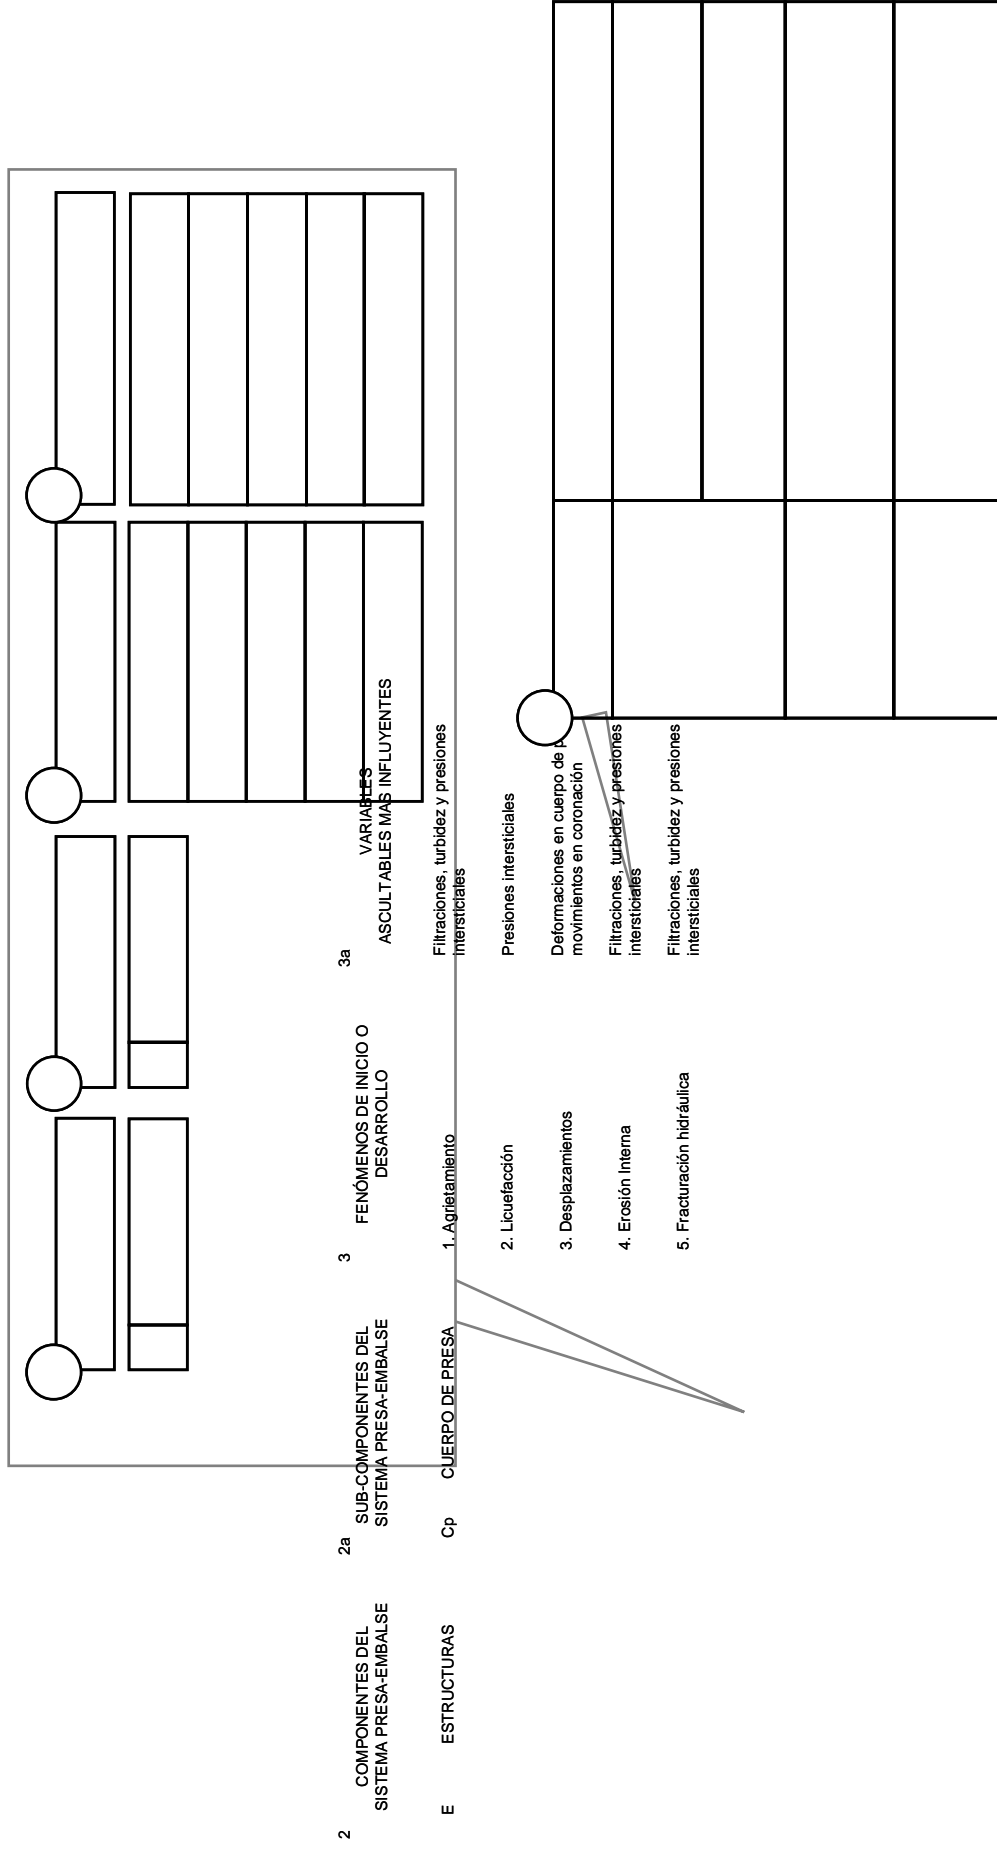 2
COMPONENTES DEL
SISTEMA PRESA-EMBALSE
E
ESTRUCTURAS
2a
SUB-COMPONENTES DEL
SISTEMA PRESA-EMBALSE
Cp
CUERPO DE PRESA
3
FENÓMENOS DE INICIO O
DESARROLLO
1. Agrietamiento
2. Licuefacción
3. Desplazamientos
4. Erosión Interna
5. Fracturación hidráulica
3a
VARIABLES
ASCULTABLES MAS INFLUYENTES
Filtraciones, turbidez y presiones
intersticiales
Presiones intersticiales
Deformaciones en cuerpo de
movimientos en coronación
Filtraciones, turbidez y presiones
intersticiales
Filtraciones, turbidez y presiones
intersticiales